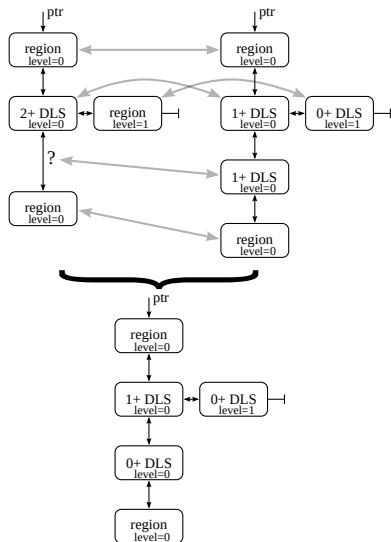 ptr
ptr
region
level=0
region
level=0
2+ DLS
level=0
region
level=1
1+ DLS
level=0
0+ DLS
level=1
?
1+ DLS
level=0
region
level=0
region
level=0
ptr
region
level=0
1+ DLS
level=0
0+ DLS
level=1
0+ DLS
level=0
region
level=0